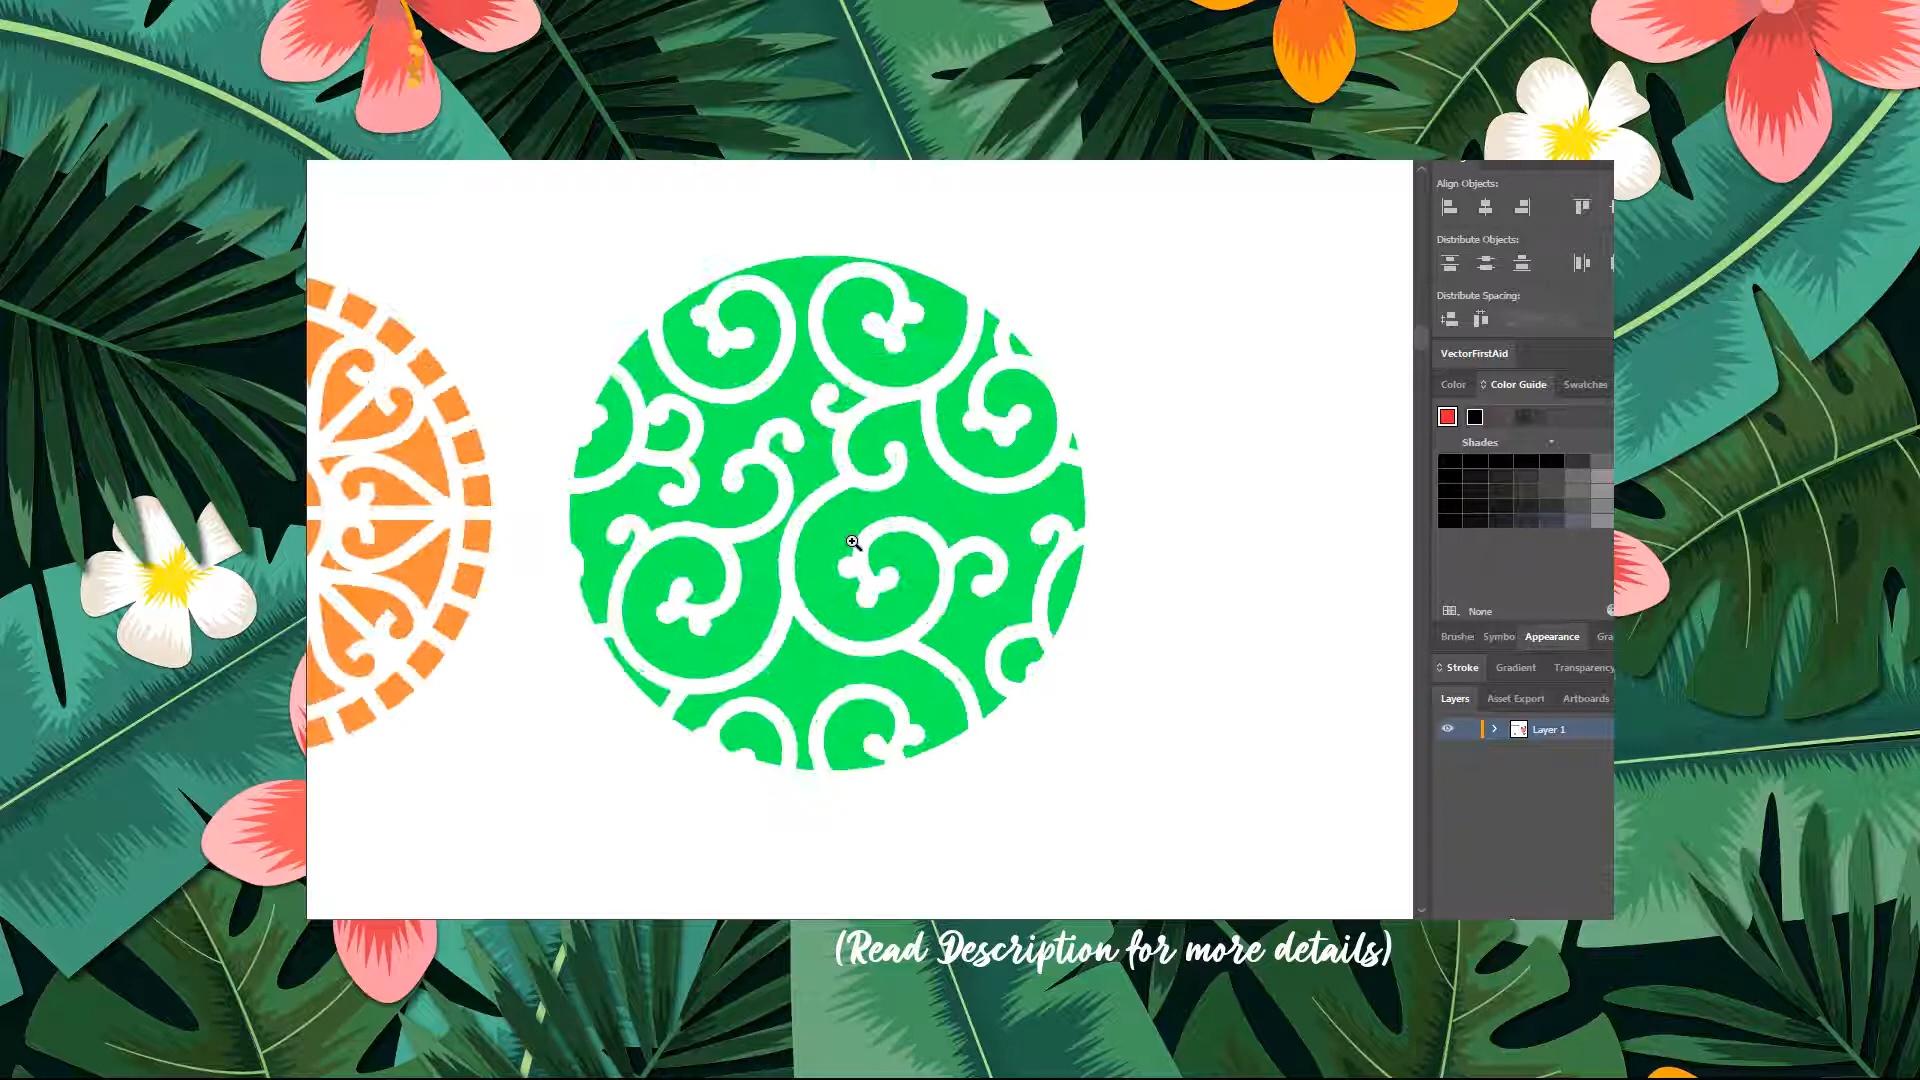 Align Objects:
Distribute Objects:
Distribute Spacing:
VectorFirstAid
Color Color Guide Swatches
Shades
None
Brushe Symbo Appearance Gra
Stroke Gradient Transparency
Layers Asset Export Artboards
Layer 1
(Read Description for more details)